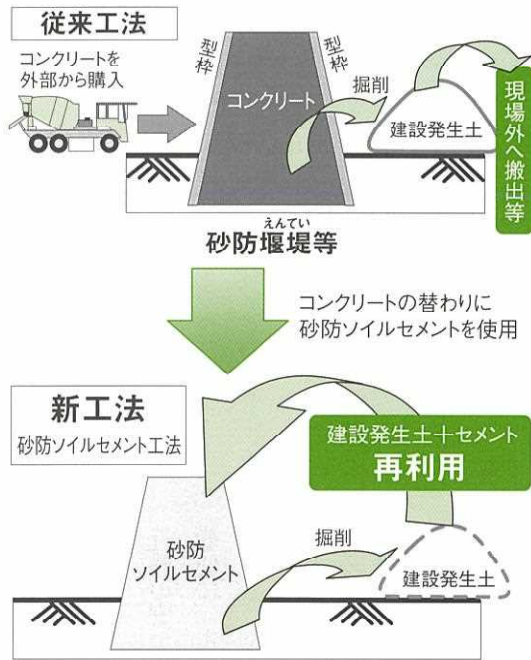 従来工法
コンクリートを
外部から購入
型枠
型枠
コンクリート
掘削
建設発生土
現場外へ搬出等
えんてい
砂防堰堤等
コンクリートの替わりに
砂防ソイルセメントを使用
新工法
砂防ソイルセメント工法
建設発生土＋セメント
再利用
砂防
ソイルセメント
掘削
建設発生土